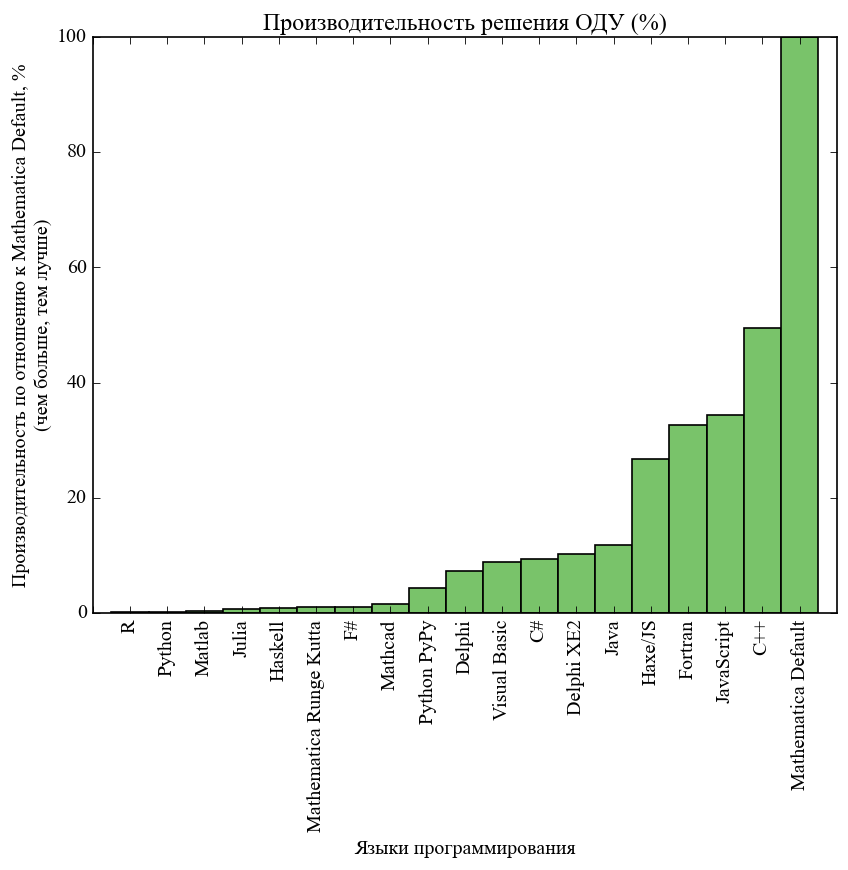 Производительность решения ОДУ (%)
Производительность по отношению к Mathematica Default, %
(чем больше, тем лучше)
100
80
60
40
20
0
R
Python
Matlab
Julia
Haskell
Mathematica Runge Kutta
F#
Mathcad
Python PyPy
Delphi
Visual Basic
C#
Delphi XE2
Java
Haxe/JS
Fortran
JavaScript
C++
Mathematica Default
Языки программирования